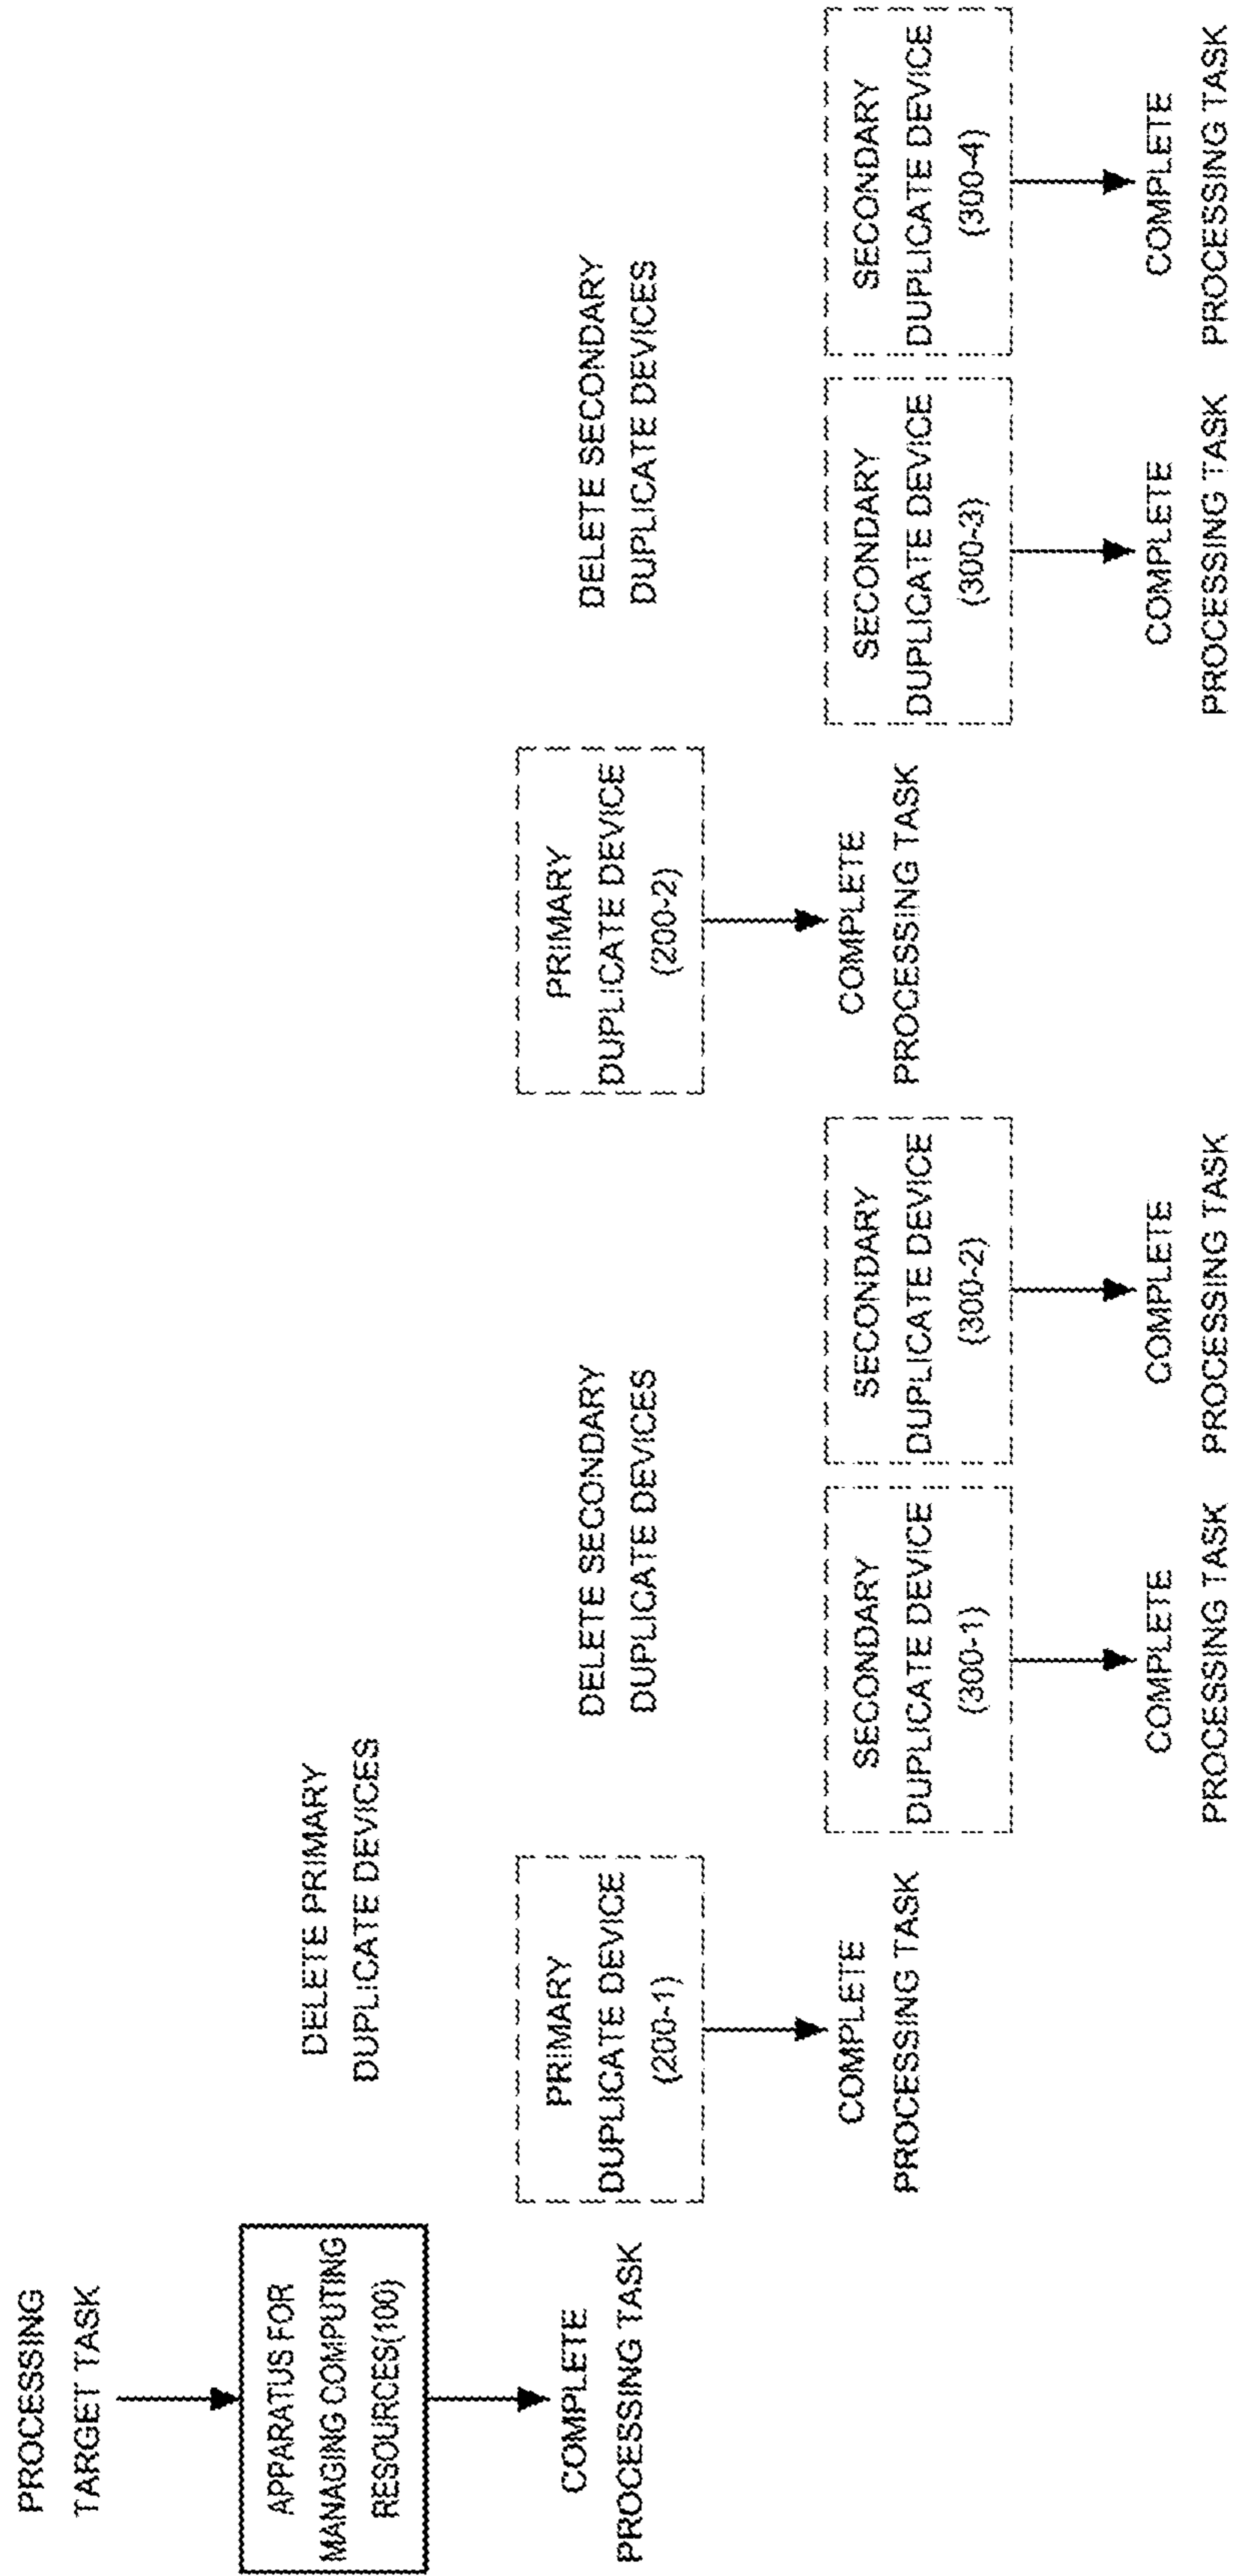 PROCESSING
TARGET TASK
APPARATUS FOR
MANAGING COMPUTING
RESOURCES(100)
COMPLETE
PROCESSING TASK
DELETE PRIMARY
DUPLICATE DEVICES
PRIMARY
DUPLICATE DEVICE
(200-1)
COMPLETE
PROCESSING TASK
DELETE SECONDARY
DUPLICATE DEVICES
SECONDARY
DUPLICATE DEVICE
(300-1)
COMPLETE
PROCESSING TASK
SECONDARY
DUPLICATE DEVICE
(300-2)
COMPLETE
PROCESSING TASK
PRIMARY
DUPLICATE DEVICE
(200-2)
COMPLETE
PROCESSING TASK
DELETE SECONDARY
DUPLICATE DEVICES
SECONDARY
DUPLICATE DEVICE
(300-3)
COMPLETE
PROCESSING TASK
SECONDARY
DUPLICATE DEVICE
(300-4)
COMPLETE
PROCESSING TASK